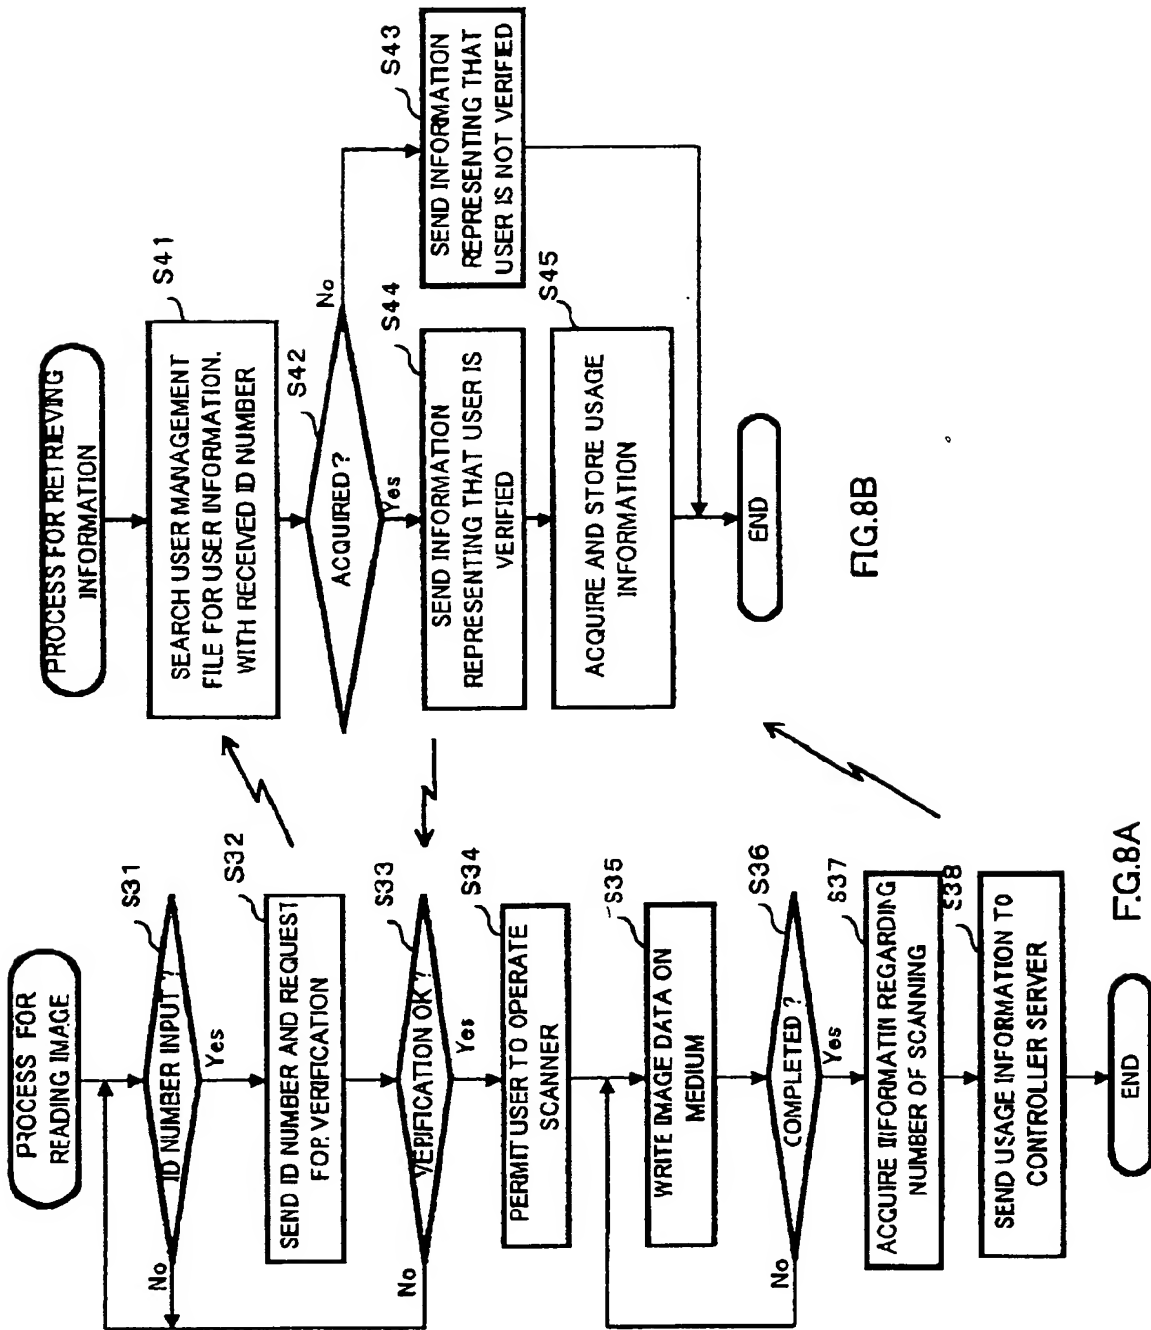 PROCESS FOR
READING IMAGE
S31
ID NUMBER INPUT ?
No
Yes
S32
SEND ID NUMBER AND REQUEST
FOR VERIFICATION
S33
VERIFICATION OK ?
No
Yes
S34
PERMIT USER TO OPERATE
SCANNER
S35
WRITE IMAGE DATA ON
MEDIUM
S36
COMPLETED ?
No
Yes
S37
ACQUIRE INFORMATIN REGARDING
NUMBER OF SCANNING
S38
SEND USAGE INFORMATION TO
CONTROLLER SERVER
END
F.G.8A
PROCESS FOR RETRIEVING
INFORMATION
S41
SEARCH USER MANAGEMENT
FILE FOR USER INFORMATION.
WITH RECEIVED ID NUMBER
S42
ACQUIRED ?
No
Yes
S43
SEND INFORMATION
REPRESENTING THAT
USER IS NOT VERIFIED
S44
SEND INFORMATION
REPRESENTING THAT USER IS
VERIFIED
S45
ACQUIRE AND STORE USAGE
INFORMATION
END
FIG.8B